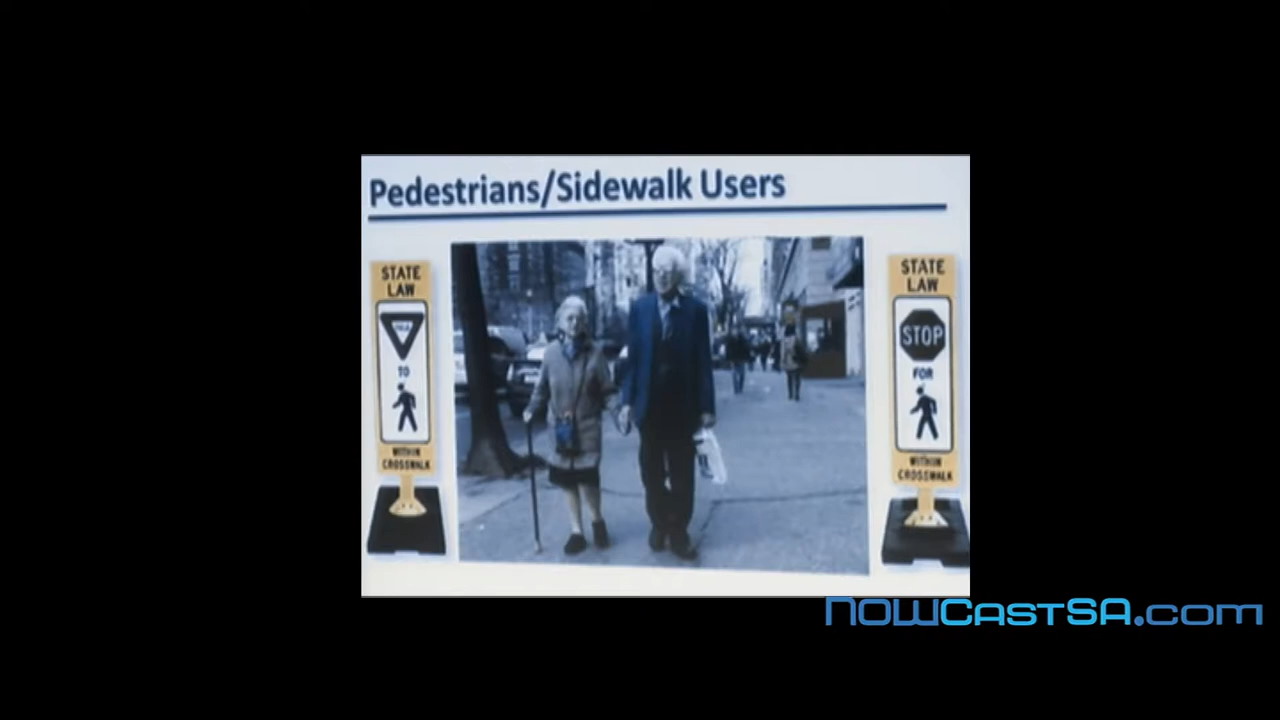 Pedestrians/Sidewalk Users
STATE
LAW
TO
WITHIN
CROSSWALK
STATE
LAW
STOP
FOR
WITHIN
CROSSWALK
NOWCastSA.com